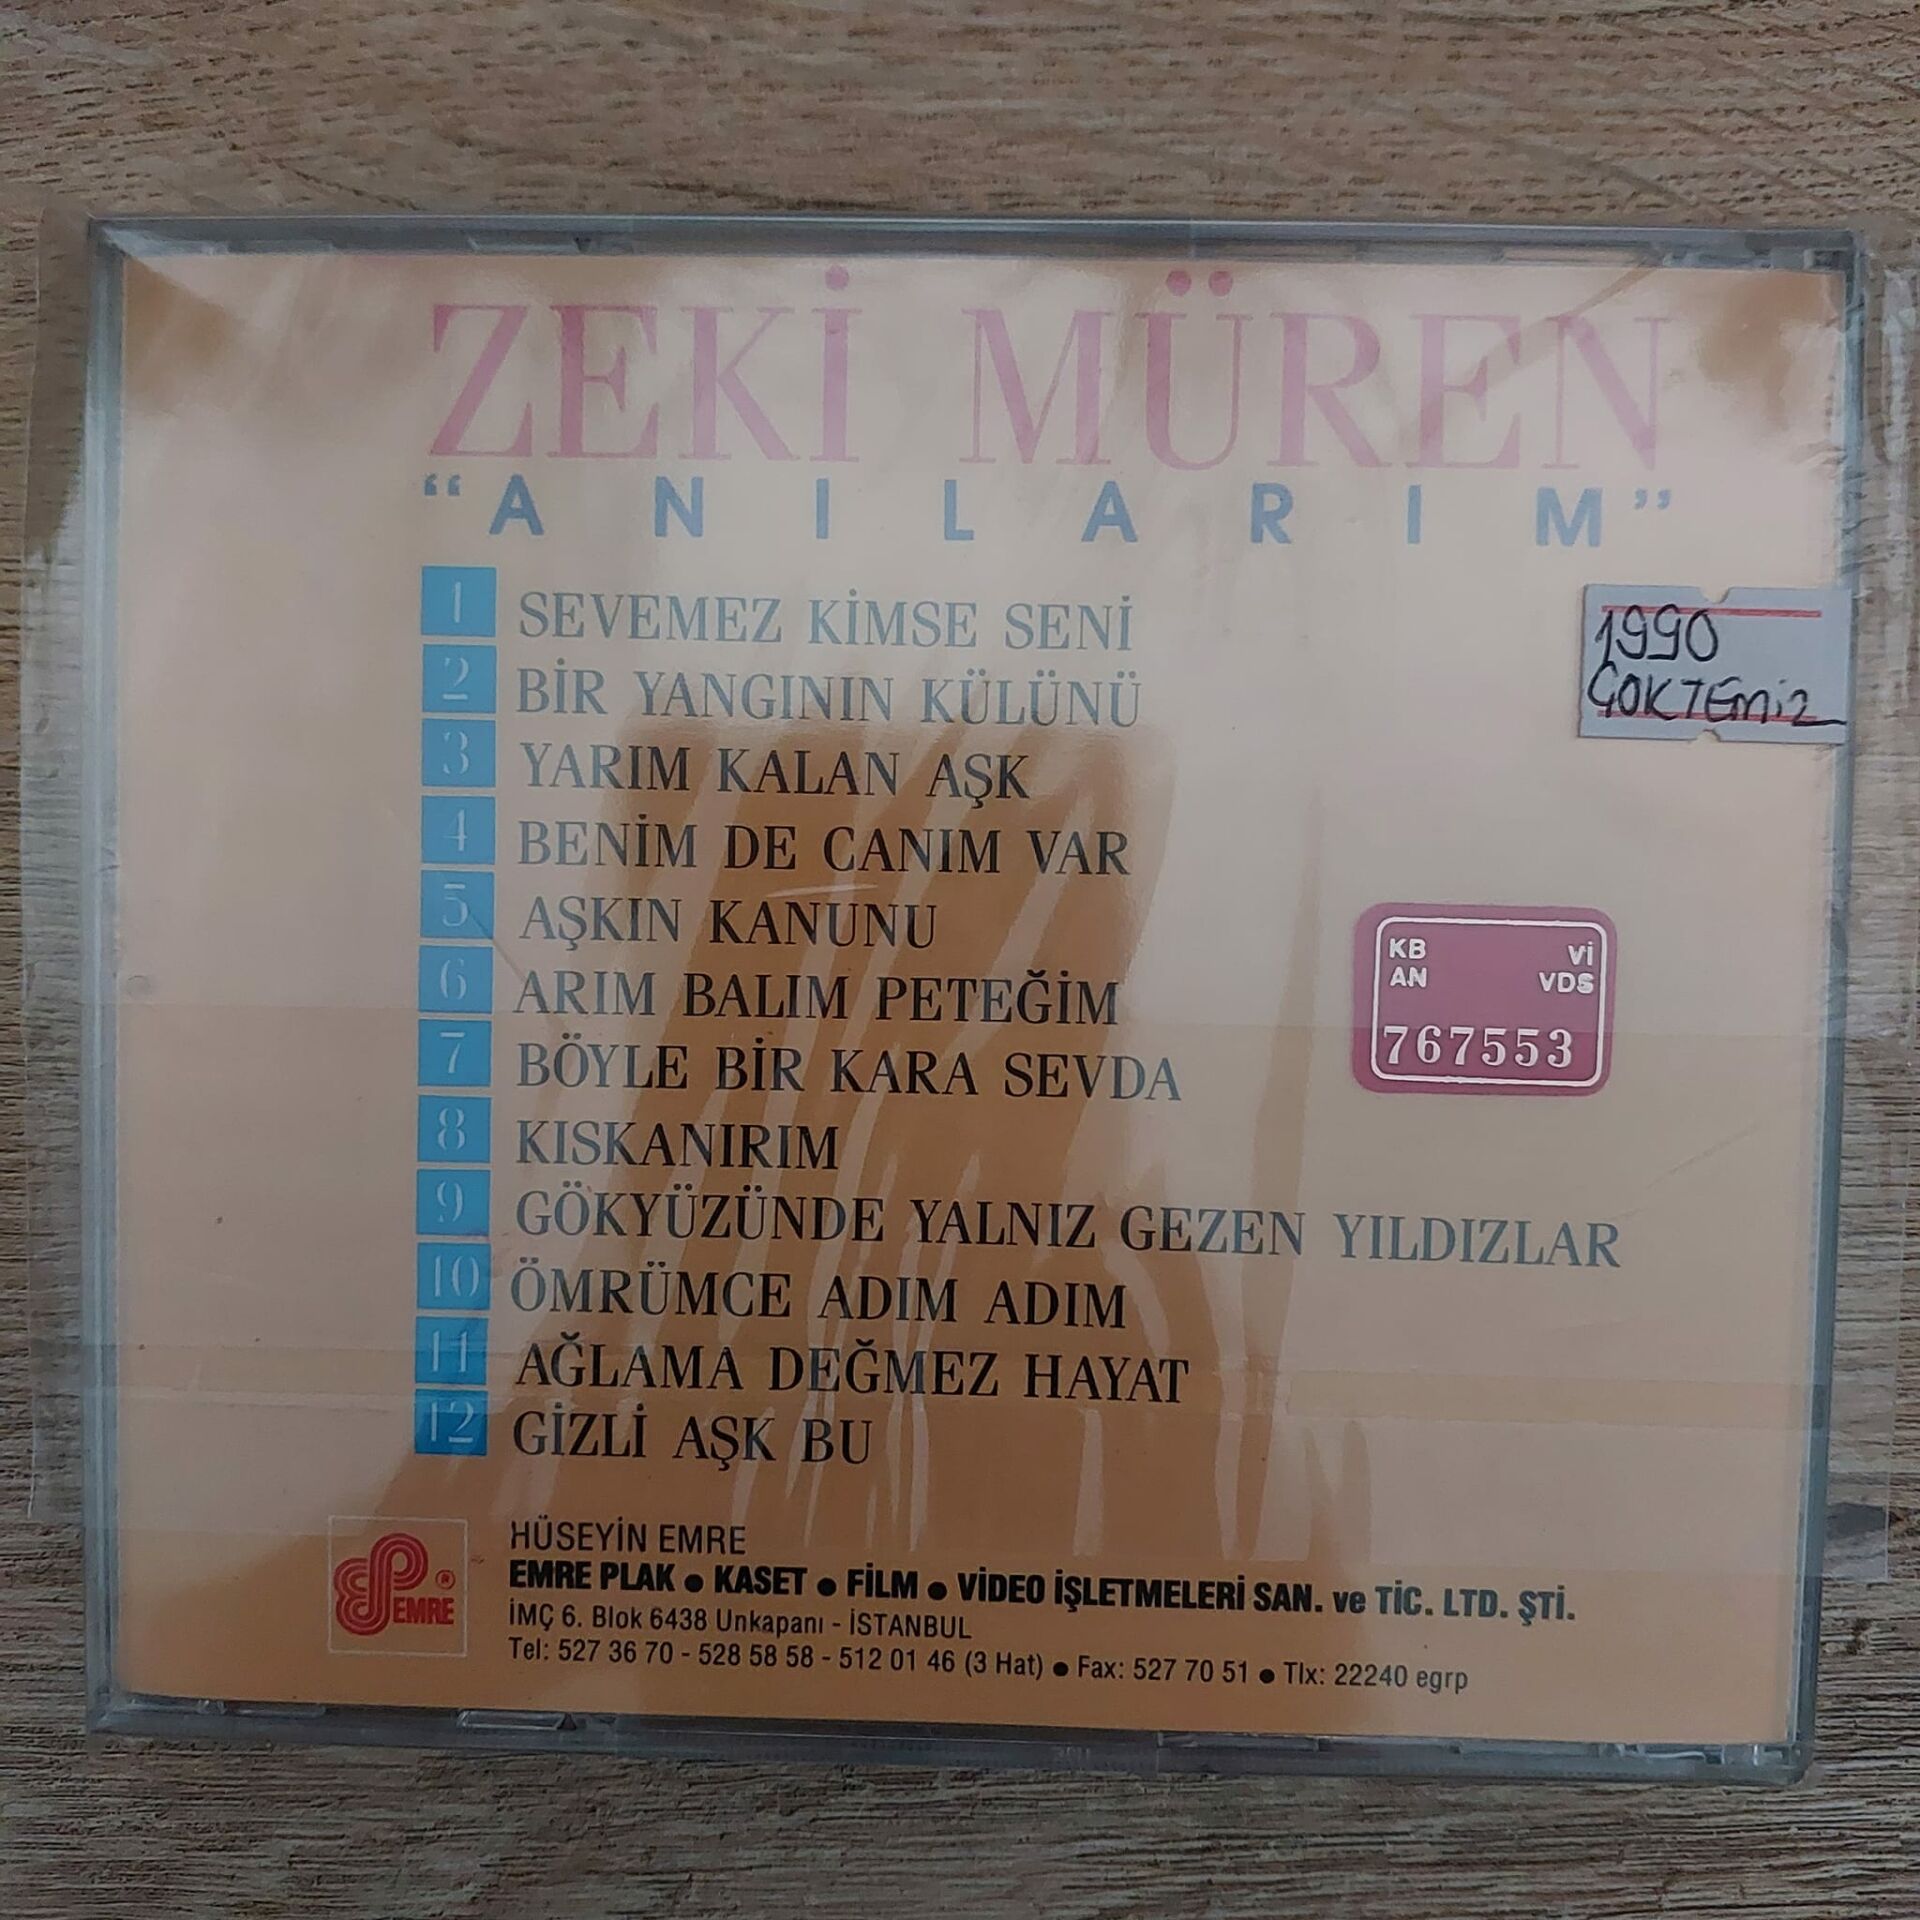 ZEKİ MÜREN
“ANILARIM”
1 SEVEMEZ KİMSE SENİ
2 BİR YANGININ KÜLÜNÜ
3 YARIM KALAN AŞK
4 BENİM DE CANIM VAR
5 AŞKIN KANUNU
6 ARIM BALIM PETEĞİM
7 BÖYLE BİR KARA SEVDA
8 KISKANIRIM
9 GÖKYÜZÜNDE YALNIZ GEZEN YILDIZLAR
10 ÖMRÜMCE ADIM ADIM
11 AĞLAMA DEĞMEZ HAYAT
12 GİZLİ AŞK BU
1990
ÇOKTEMiz
KB Vİ
AN VDS
767553
EMRE ®
HÜSEYİN EMRE
EMRE PLAK ● KASET ● FİLM ● VİDEO İŞLETMELERİ SAN. ve TİC. LTD. ŞTİ.
İMÇ 6. Blok 6438 Unkapanı - İSTANBUL
Tel: 527 36 70 - 528 58 58 - 512 01 46 (3 Hat) ● Fax: 527 70 51 ● Tlx: 22240 egrp